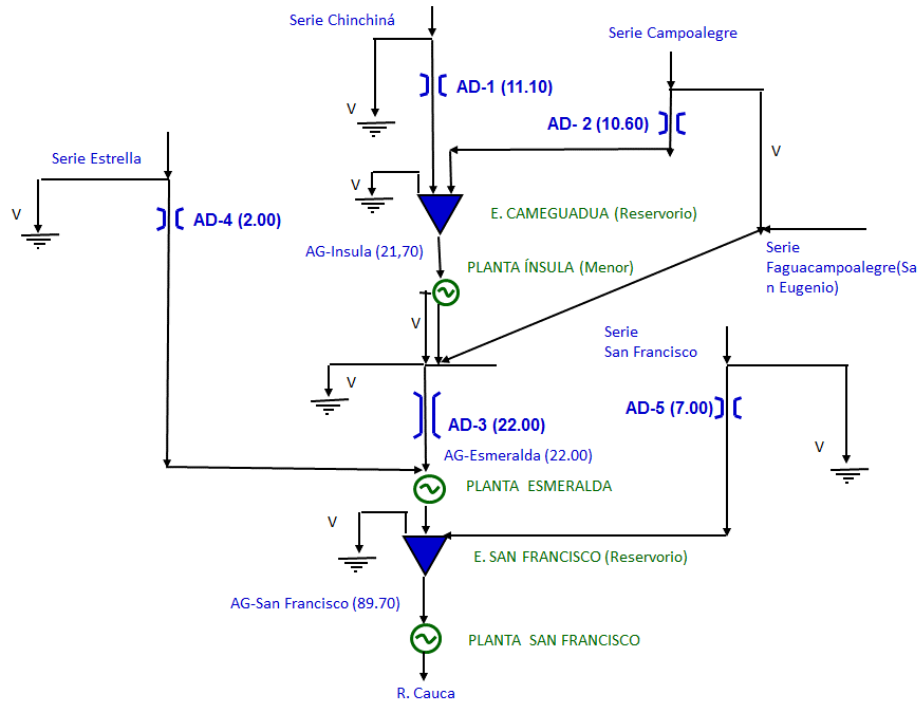 Serie Chinchiná
Serie Campoalegre
AD-1 (11.10)
V
AD- 2 (10.60)
V
Serie Estrella
V
AD-4 (2.00)
V
E. CAMEGUADUA (Reservorio)
AG-Insula (21,70)
PLANTA ÍNSULA (Menor)
Serie
Faguacampoalegre(Sa
n Eugenio)
V
Serie
San Francisco
V
AD-3 (22.00)
AD-5 (7.00)
V
AG-Esmeralda (22.00)
PLANTA ESMERALDA
V
E. SAN FRANCISCO (Reservorio)
AG-San Francisco (89.70)
PLANTA SAN FRANCISCO
R. Cauca